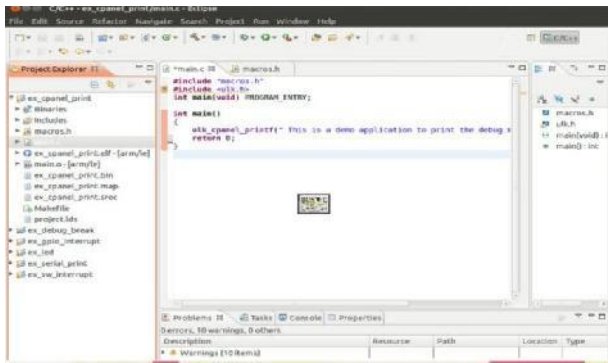 C/C++ - ex_cpanel_print/main.c - Eclipse
File Edit Source Refactor Navigate Search Project Run Window Help
C/C++
Project Explorer
*main.c macros.h
ex_cpanel_print
Binaries
Includes
macros.h
ex_cpanel_print.elf - [arm/le]
main.o - [arm/le]
ex_cpanel_print.bin
ex_cpanel_print.map
ex_cpanel_print.srec
Makefile
project.lds
ex_debug_break
ex_gpio_interrupt
ex_led
ex_serial_print
ex_sw_interrupt
#include "macros.h"
#include <ulk.h>
int main(void) PROGRAM_ENTRY;
int main()
{
ulk_cpanel_printf(" This is a demo application to print the debug
return 0;
}
macros.h
ulk.h
main(void) :
main() : int
Problems Tasks Console Properties
0 errors, 10 warnings, 0 others
Description Resource Path Location Type
Warnings (10 items)